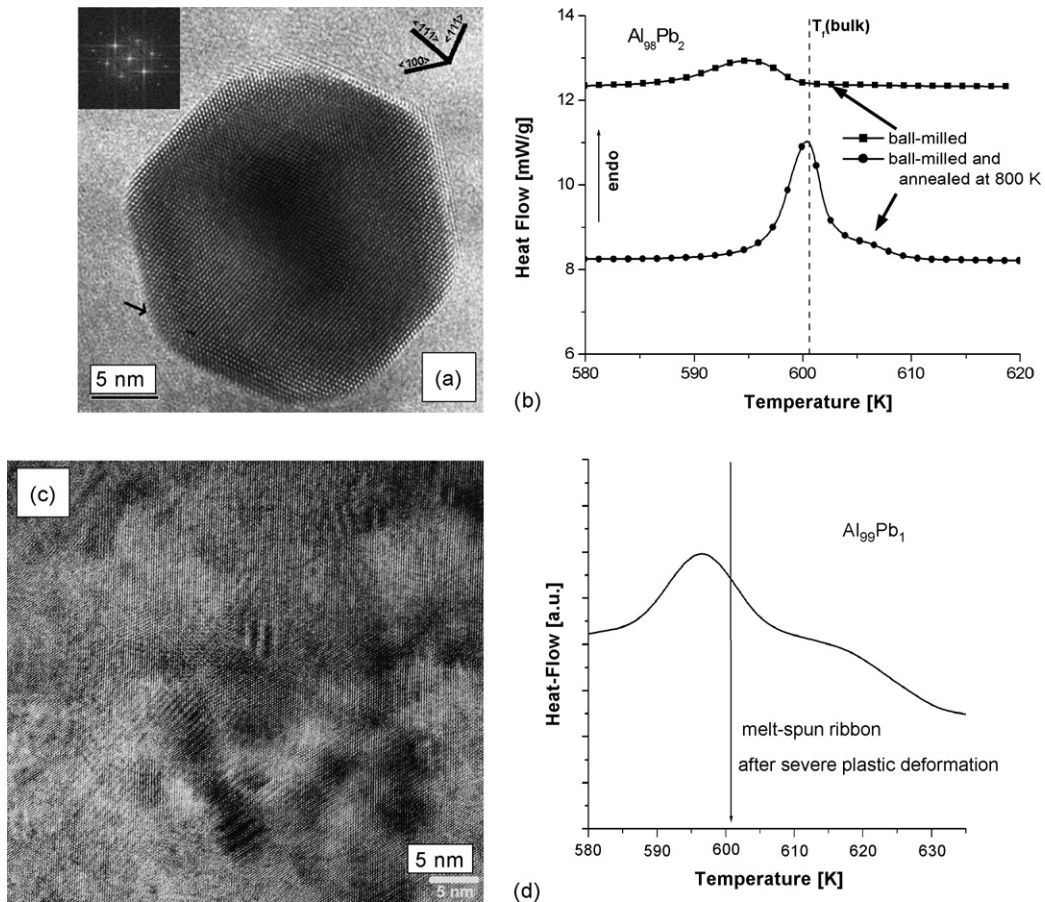 <111>
<111>
<100>
5 nm
(a)
Al98Pb2
Tf(bulk)
14
12
10
8
6
Heat Flow [mW/g]
endo
ball-milled
ball-milled and
annealed at 800 K
580
590
600
610
620
Temperature [K]
(b)
(c)
5 nm
5 nm
Al99Pb1
Heat-Flow [a.u.]
melt-spun ribbon
after severe plastic deformation
580
590
600
610
620
630
Temperature [K]
(d)